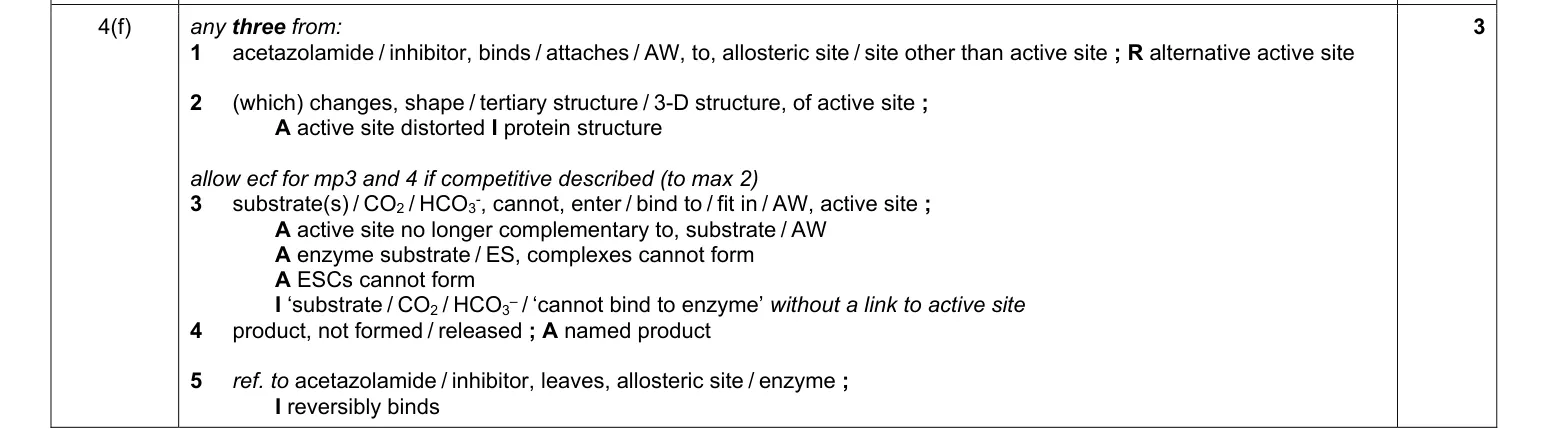 4(f) any three from: 3
1 acetazolamide / inhibitor, binds / attaches / AW, to, allosteric site / site other than active site ; R alternative active site
2 (which) changes, shape / tertiary structure / 3-D structure, of active site ;
A active site distorted I protein structure
allow ecf for mp3 and 4 if competitive described (to max 2)
3 substrate(s) / CO₂ / HCO₃⁻, cannot, enter / bind to / fit in / AW, active site ;
A active site no longer complementary to, substrate / AW
A enzyme substrate / ES, complexes cannot form
A ESCs cannot form
I ‘substrate / CO₂ / HCO₃⁻ / ‘cannot bind to enzyme’ without a link to active site
4 product, not formed / released ; A named product
5 ref. to acetazolamide / inhibitor, leaves, allosteric site / enzyme ;
I reversibly binds